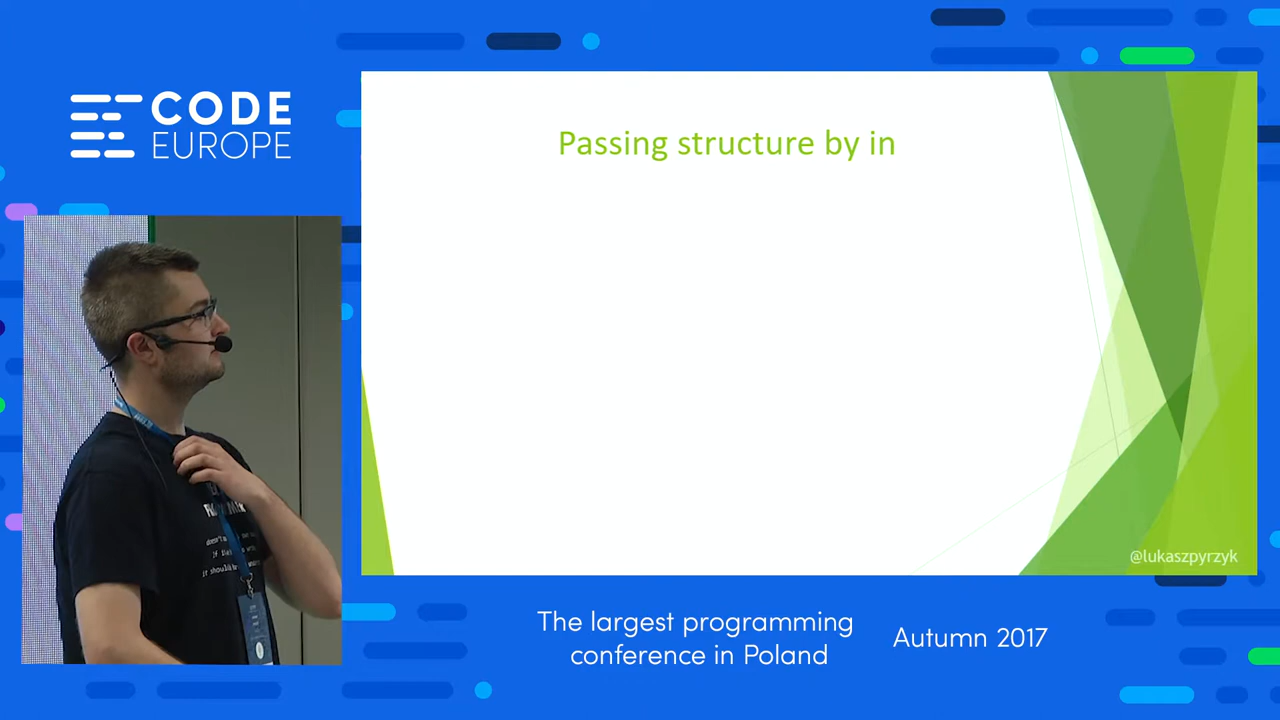 CODE
EUROPE
Passing structure by in
@lukaszpyrzyk
The largest programming
conference in Poland
Autumn 2017